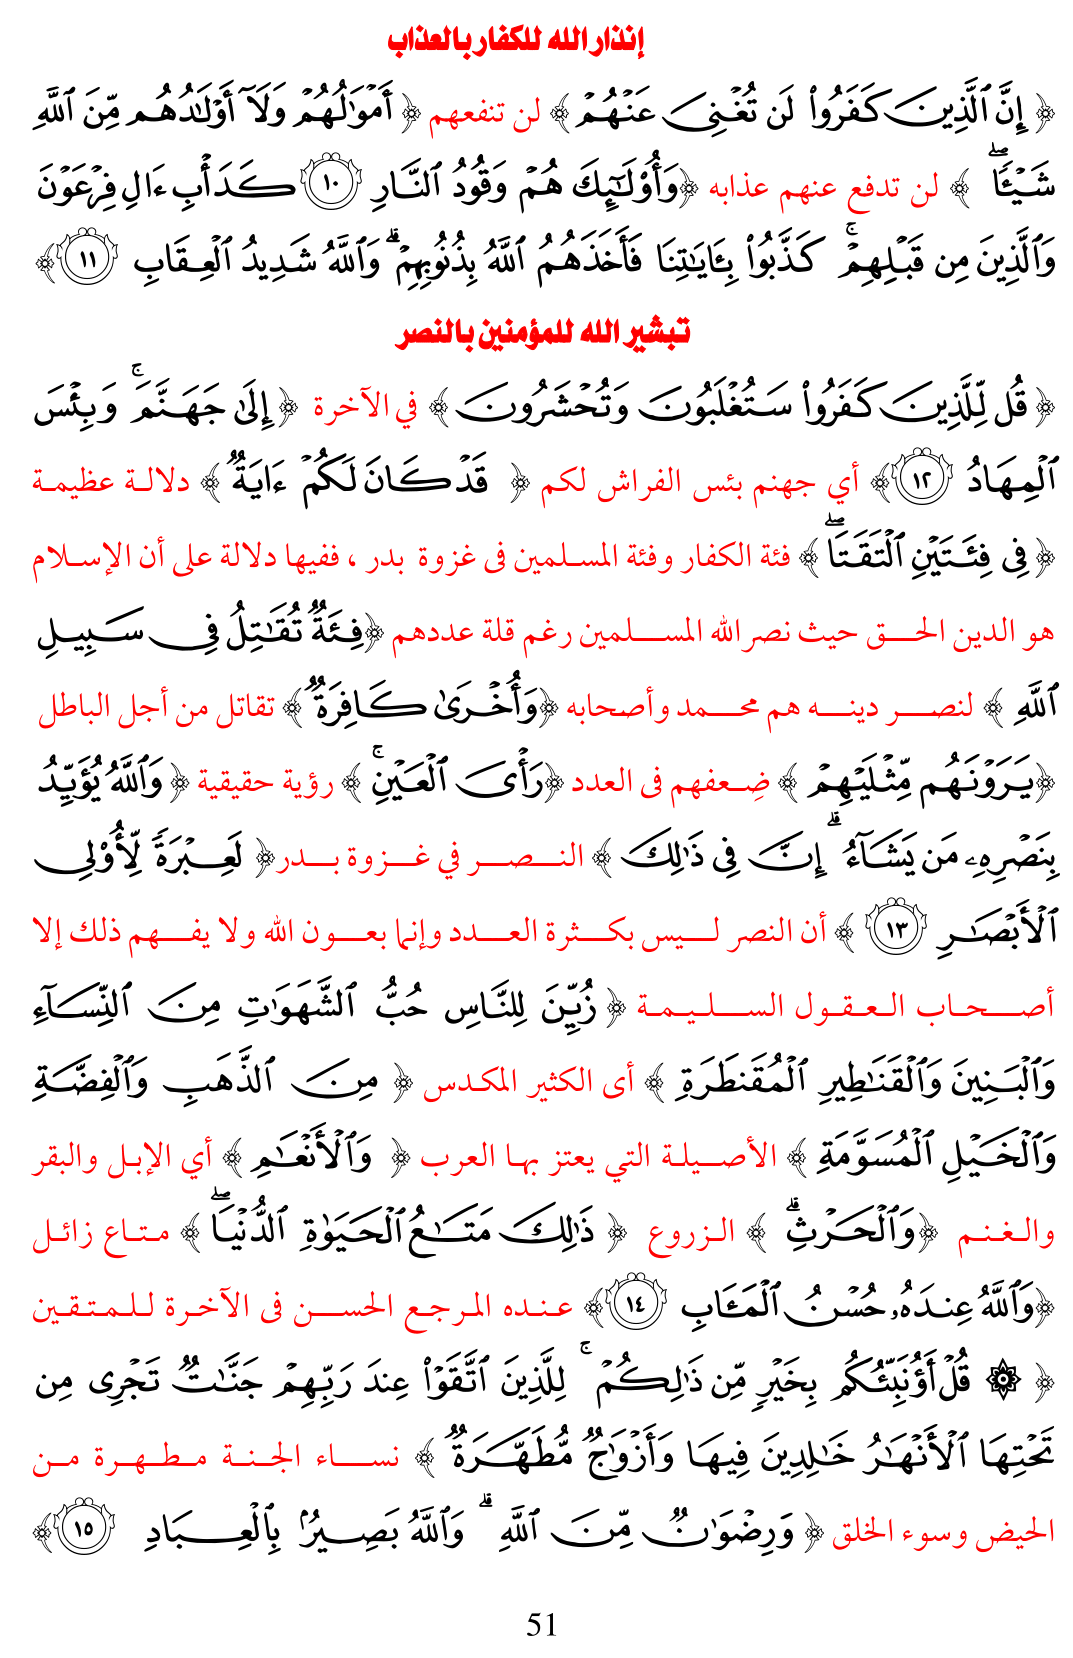 إنذار الله للكفار بالعذاب
﴿ إِنَّ ٱلَّذِينَ كَفَرُوا۟ لَن تُغْنِىَ عَنْهُمْ ﴾ لن تنفعهم ﴿ أَمْوَٰلُهُمْ وَلَآ أَوْلَـٰدُهُم مِّنَ ٱللَّهِ
شَيْـًٔا ۖ ﴾ لن تدفع عنهم عذابه ﴿ وَأُو۟لَـٰٓئِكَ هُمْ وَقُودُ ٱلنَّارِ ١٠ كَدَأْبِ ءَالِ فِرْعَوْنَ
وَٱلَّذِينَ مِن قَبْلِهِمْ ۚ كَذَّبُوا۟ بِـَٔايَـٰتِنَا فَأَخَذَهُمُ ٱللَّهُ بِذُنُوبِهِمْ ۗ وَٱللَّهُ شَدِيدُ ٱلْعِقَابِ ١١ ﴾
تبشير الله للمؤمنين بالنصر
﴿ قُل لِّلَّذِينَ كَفَرُوا۟ سَتُغْلَبُونَ وَتُحْشَرُونَ ﴾ في الآخرة ﴿ إِلَىٰ جَهَنَّمَ ۚ وَبِئْسَ
ٱلْمِهَادُ ١٢ ﴾ أي جهنم بئس الفراش لكم ﴿ قَدْ كَانَ لَكُمْ ءَايَةٌ ﴾ دلالة عظيمة
﴿ فِى فِئَتَيْنِ ٱلْتَقَتَا ۖ ﴾ فئة الكفار وفئة المسلمين فى غزوة بدر ، ففيها دلالة على أن الإسلام
هو الدين الحق حيث نصر الله المسلمين رغم قلة عددهم ﴿ فِئَةٌ تُقَـٰتِلُ فِى سَبِيلِ
ٱللَّهِ ﴾ لنصر دينه هم محمد وأصحابه ﴿ وَأُخْرَىٰ كَافِرَةٌ ﴾ تقاتل من أجل الباطل
﴿ يَرَوْنَهُم مِّثْلَيْهِمْ ﴾ ضِعفهم فى العدد ﴿ رَأْىَ ٱلْعَيْنِ ۚ ﴾ رؤية حقيقية ﴿ وَٱللَّهُ يُؤَيِّدُ
بِنَصْرِهِۦ مَن يَشَآءُ ۗ إِنَّ فِى ذَٰلِكَ ﴾ النصر في غزوة بدر ﴿ لَعِبْرَةً لِّأُو۟لِى
ٱلْأَبْصَـٰرِ ١٣ ﴾ أن النصر ليس بكثرة العدد وإنما بعون الله ولا يفهم ذلك إلا
أصحاب العقول السليمة ﴿ زُيِّنَ لِلنَّاسِ حُبُّ ٱلشَّهَوَٰتِ مِنَ ٱلنِّسَآءِ
وَٱلْبَنِينَ وَٱلْقَنَـٰطِيرِ ٱلْمُقَنطَرَةِ ﴾ أى الكثير المكدس ﴿ مِنَ ٱلذَّهَبِ وَٱلْفِضَّةِ
وَٱلْخَيْلِ ٱلْمُسَوَّمَةِ ﴾ الأصيلة التي يعتز بها العرب ﴿ وَٱلْأَنْعَـٰمِ ﴾ أي الإبل والبقر
والغنم ﴿ وَٱلْحَرْثِ ۗ ﴾ الزروع ﴿ ذَٰلِكَ مَتَـٰعُ ٱلْحَيَوٰةِ ٱلدُّنْيَا ۖ ﴾ متاع زائل
﴿ وَٱللَّهُ عِندَهُۥ حُسْنُ ٱلْمَـَٔابِ ١٤ ﴾ عنده المرجع الحسن فى الآخرة للمتقين
﴿ ۞ قُلْ أَؤُنَبِّئُكُم بِخَيْرٍ مِّن ذَٰلِكُمْ ۚ لِلَّذِينَ ٱتَّقَوْا۟ عِندَ رَبِّهِمْ جَنَّـٰتٌ تَجْرِى مِن
تَحْتِهَا ٱلْأَنْهَـٰرُ خَـٰلِدِينَ فِيهَا وَأَزْوَٰجٌ مُّطَهَّرَةٌ ﴾ نساء الجنة مطهرة من
الحيض وسوء الخلق ﴿ وَرِضْوَٰنٌ مِّنَ ٱللَّهِ ۗ وَٱللَّهُ بَصِيرٌۢ بِٱلْعِبَادِ ١٥ ﴾
51